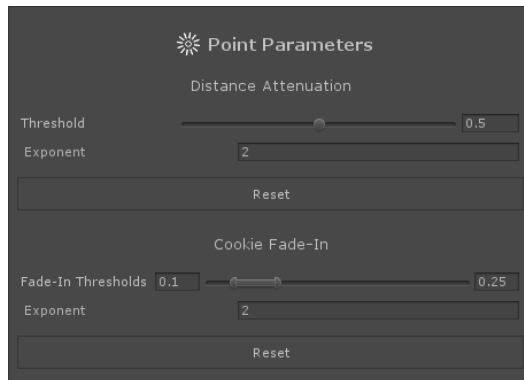 Point Parameters
Distance Attenuation
Threshold 0.5
Exponent 2
Reset
Cookie Fade-In
Fade-In Thresholds 0.1 0.25
Exponent 2
Reset